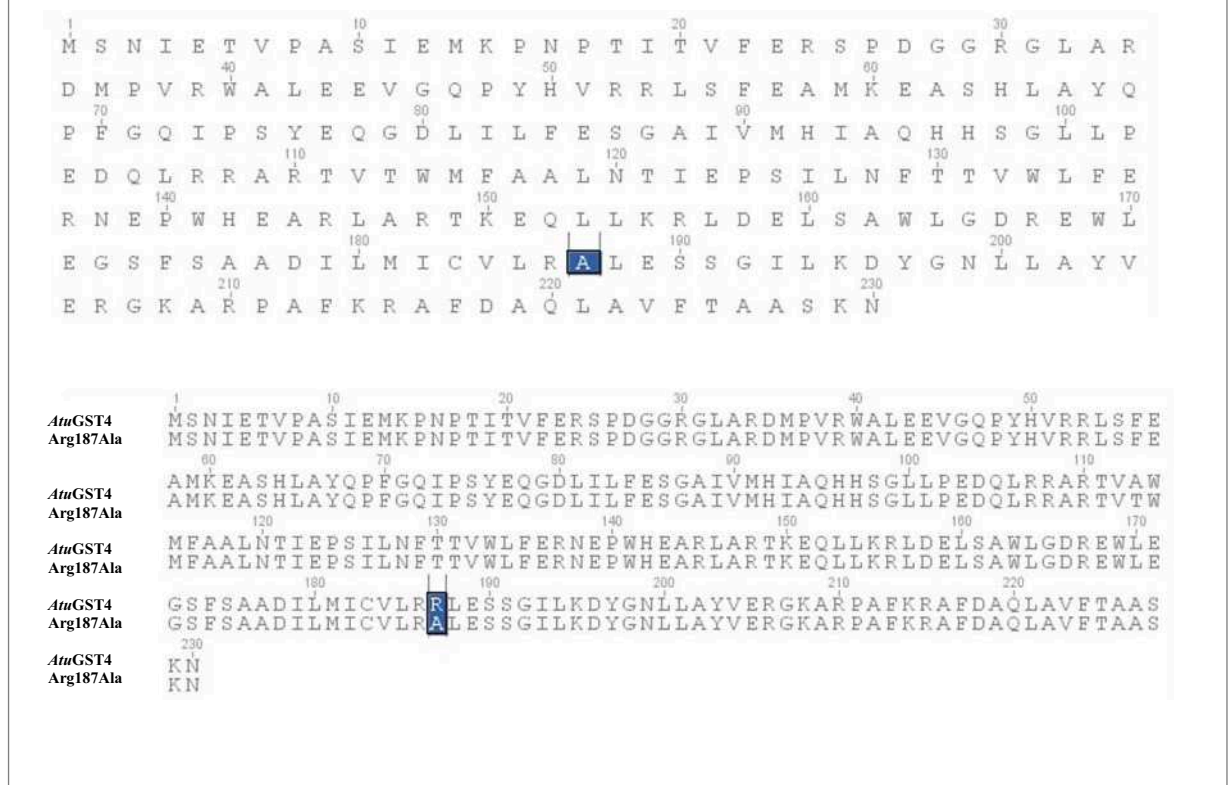 1 10 20 30
M S N I E T V P A S I E M K P N P T I T V F E R S P D G G R G L A R
40 50 60
D M P V R W A L E E V G Q P Y H V R R L S F E A M K E A S H L A Y Q
70 80 90 100
P F G Q I P S Y E Q G D L I L F E S G A I V M H I A Q H H S G L L P
110 120 130
E D Q L R R A R T V T W M F A A L N T I E P S I L N F T T V W L F E
140 150 160 170
R N E P W H E A R L A R T K E Q L L K R L D E L S A W L G D R E W L
180 190 200
E G S F S A A D I L M I C V L R A L E S S G I L K D Y G N L L A Y V
210 220 230
E R G K A R P A F K R A F D A Q L A V F T A A S K N
1 10 20 30 40 50
AtuGST4 MSNIETVPASIEMKPNPTITVFERSPDGGRGLARDMPVRWALEEVGQPYHVRRLSFE
Arg187Ala MSNIETVPASIEMKPNPTITVFERSPDGGRGLARDMPVRWALEEVGQPYHVRRLSFE
60 70 80 90 100 110
AtuGST4 AMKEASHLAYQPFGQIPSYEQGDLILFESGAIVMHIAQHHSGLLPEDQLRRARTVAW
Arg187Ala AMKEASHLAYQPFGQIPSYEQGDLILFESGAIVMHIAQHHSGLLPEDQLRRARTVTW
120 130 140 150 160 170
AtuGST4 MFAALNTIEPSILNFTTVWLFERNEPWHEARLARTKEQLLKRLDELSAWLGDREWLE
Arg187Ala MFAALNTIEPSILNFTTVWLFERNEPWHEARLARTKEQLLKRLDELSAWLGDREWLE
180 190 200 210 220
AtuGST4 GSFSAADILMICVLRRLESSGILKDYGNLLAYVERGKARPAFKRAFDAQLAVFTAAS
Arg187Ala GSFSAADILMICVLRALESSGILKDYGNLLAYVERGKARPAFKRAFDAQLAVFTAAS
230
AtuGST4 KN
Arg187Ala KN